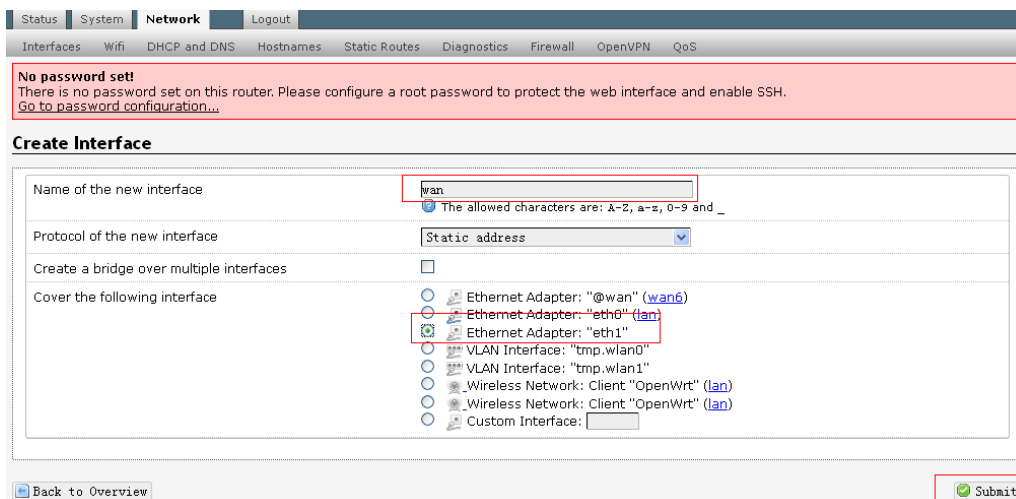 Status System Network Logout
Interfaces Wifi DHCP and DNS Hostnames Static Routes Diagnostics Firewall OpenVPN QoS
No password set!
There is no password set on this router. Please configure a root password to protect the web interface and enable SSH.
Go to password configuration...
Create Interface
Name of the new interface wan
The allowed characters are: A-Z, a-z, 0-9 and _
Protocol of the new interface Static address
Create a bridge over multiple interfaces
Cover the following interface Ethernet Adapter: "@wan" (wan6)
Ethernet Adapter: "eth0" (lan)
Ethernet Adapter: "eth1"
VLAN Interface: "tmp.wlan0"
VLAN Interface: "tmp.wlan1"
Wireless Network: Client "OpenWrt" (lan)
Wireless Network: Client "OpenWrt" (lan)
Custom Interface:
Back to Overview Submit